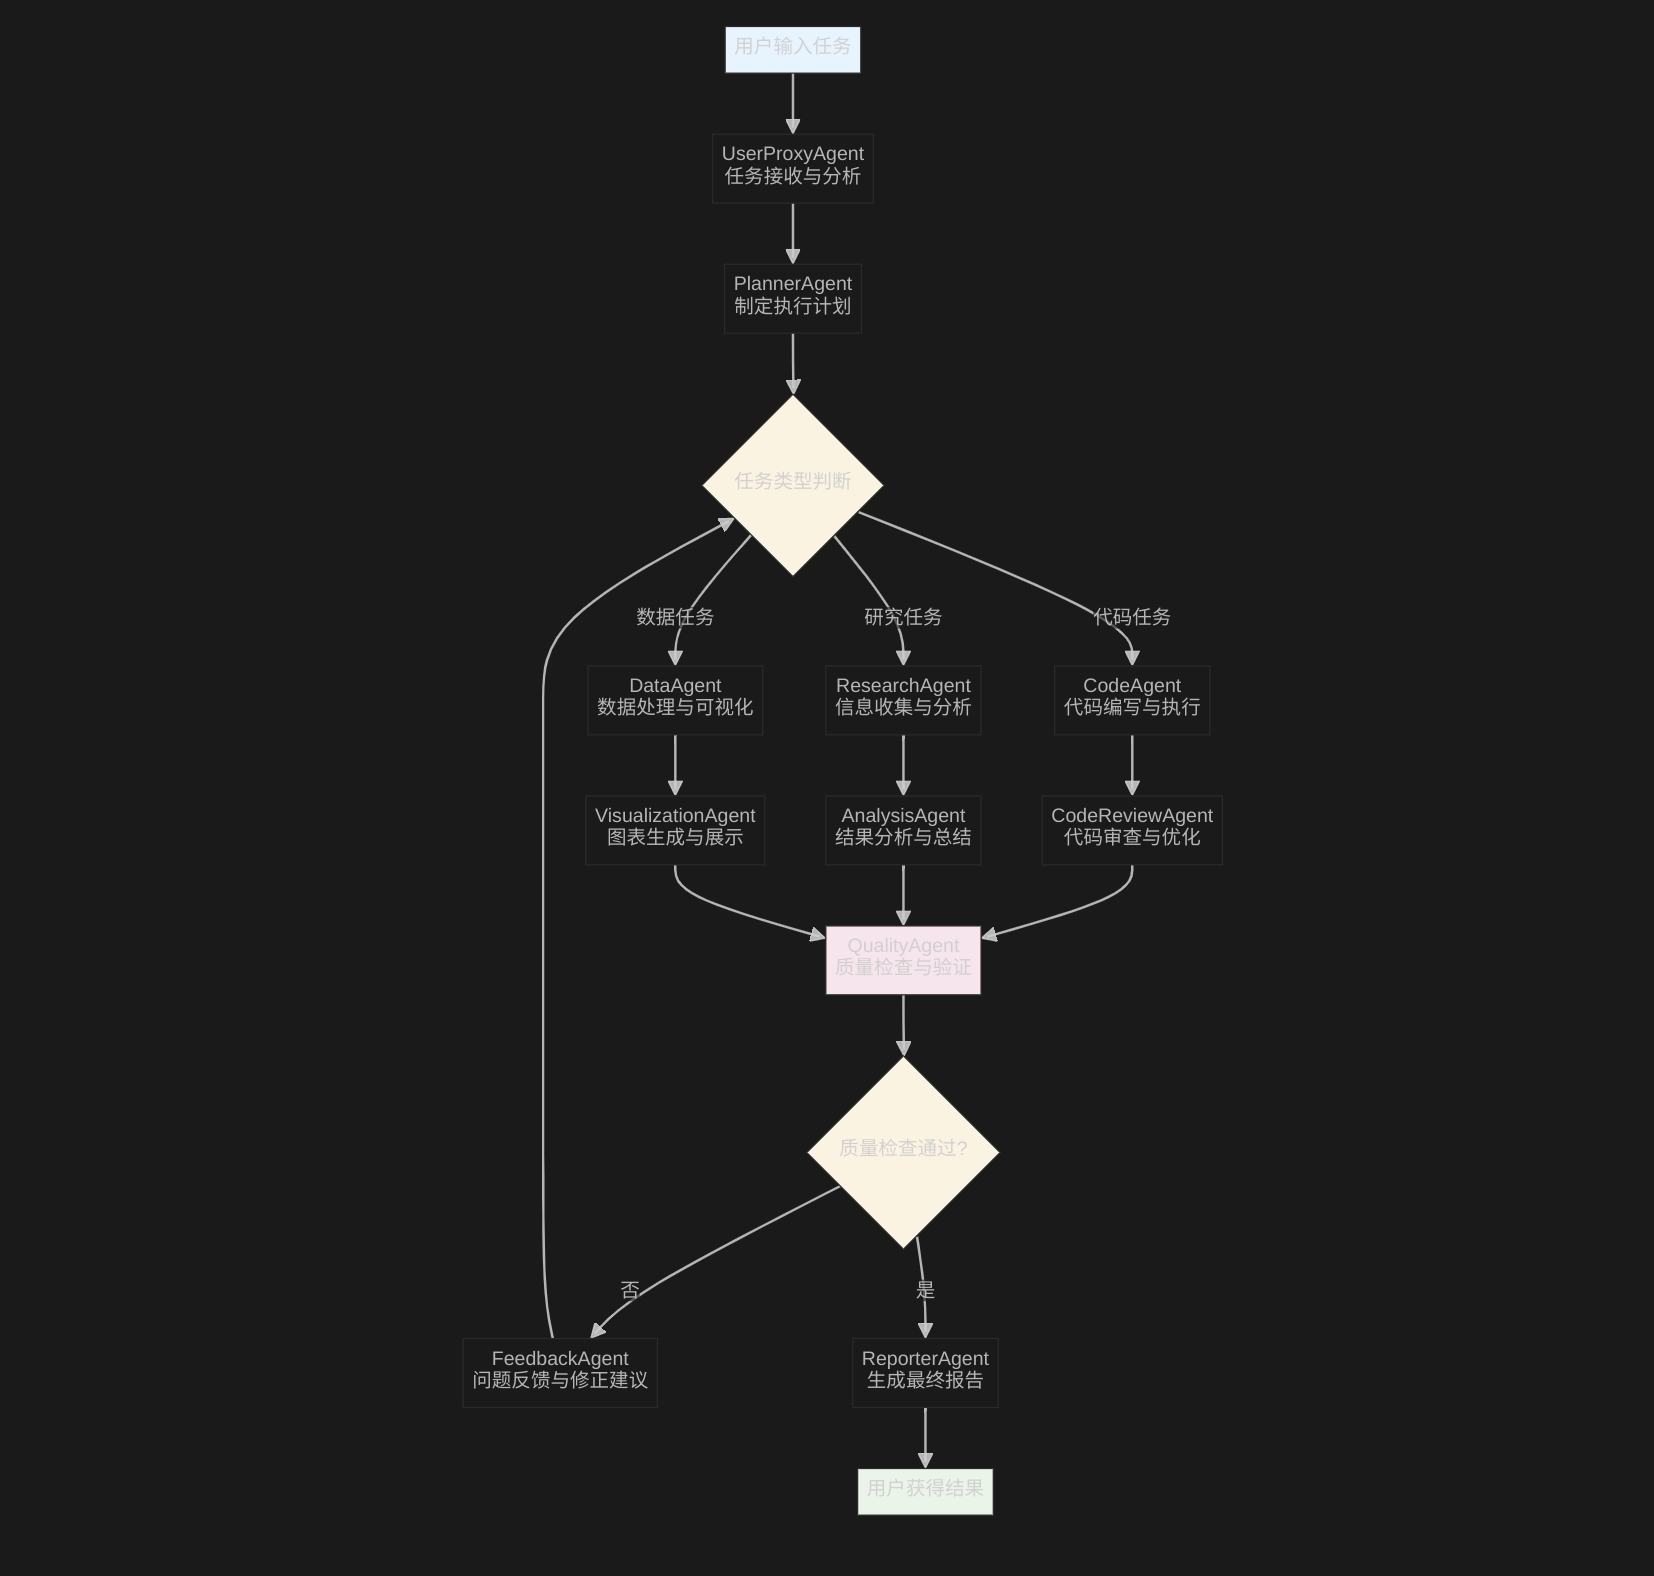 用户输入任务
UserProxyAgent
任务接收与分析
PlannerAgent
制定执行计划
任务类型判断
数据任务
研究任务
代码任务
DataAgent
数据处理与可视化
ResearchAgent
信息收集与分析
CodeAgent
代码编写与执行
VisualizationAgent
图表生成与展示
AnalysisAgent
结果分析与总结
CodeReviewAgent
代码审查与优化
QualityAgent
质量检查与验证
质量检查通过?
否
是
FeedbackAgent
问题反馈与修正建议
ReporterAgent
生成最终报告
用户获得结果